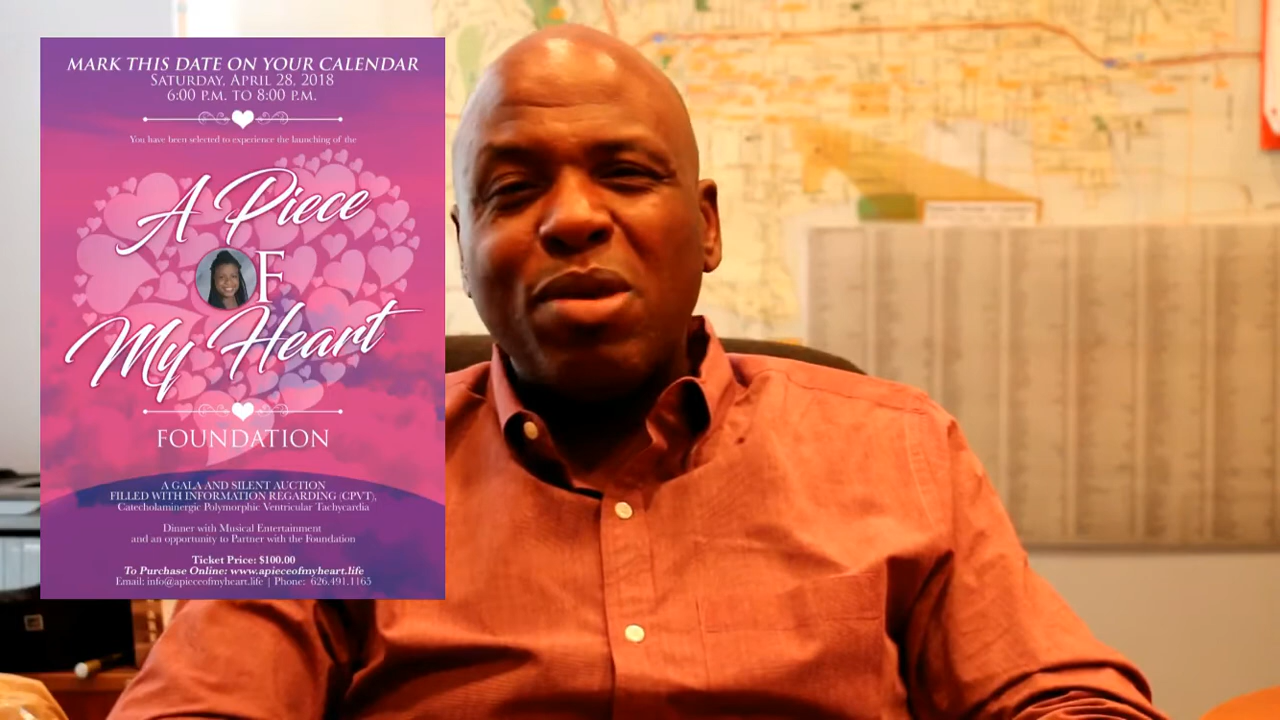 MARK THIS DATE ON YOUR CALENDAR
SATURDAY, APRIL 28, 2018
6:00 P.M. TO 8:00 P.M.
You have been selected to experience the launching of the
A Piece
OF
My Heart
FOUNDATION
A GALA AND SILENT AUCTION
FILLED WITH INFORMATION REGARDING (CPVT),
Catecholaminergic Polymorphic Ventricular Tachycardia
Dinner with Musical Entertainment
and an opportunity to Partner with the Foundation
Ticket Price: $100.00
To Purchase Online: www.apieceofmyheart.life
Email: info@apieceofmyheart.life | Phone: 626.491.1165